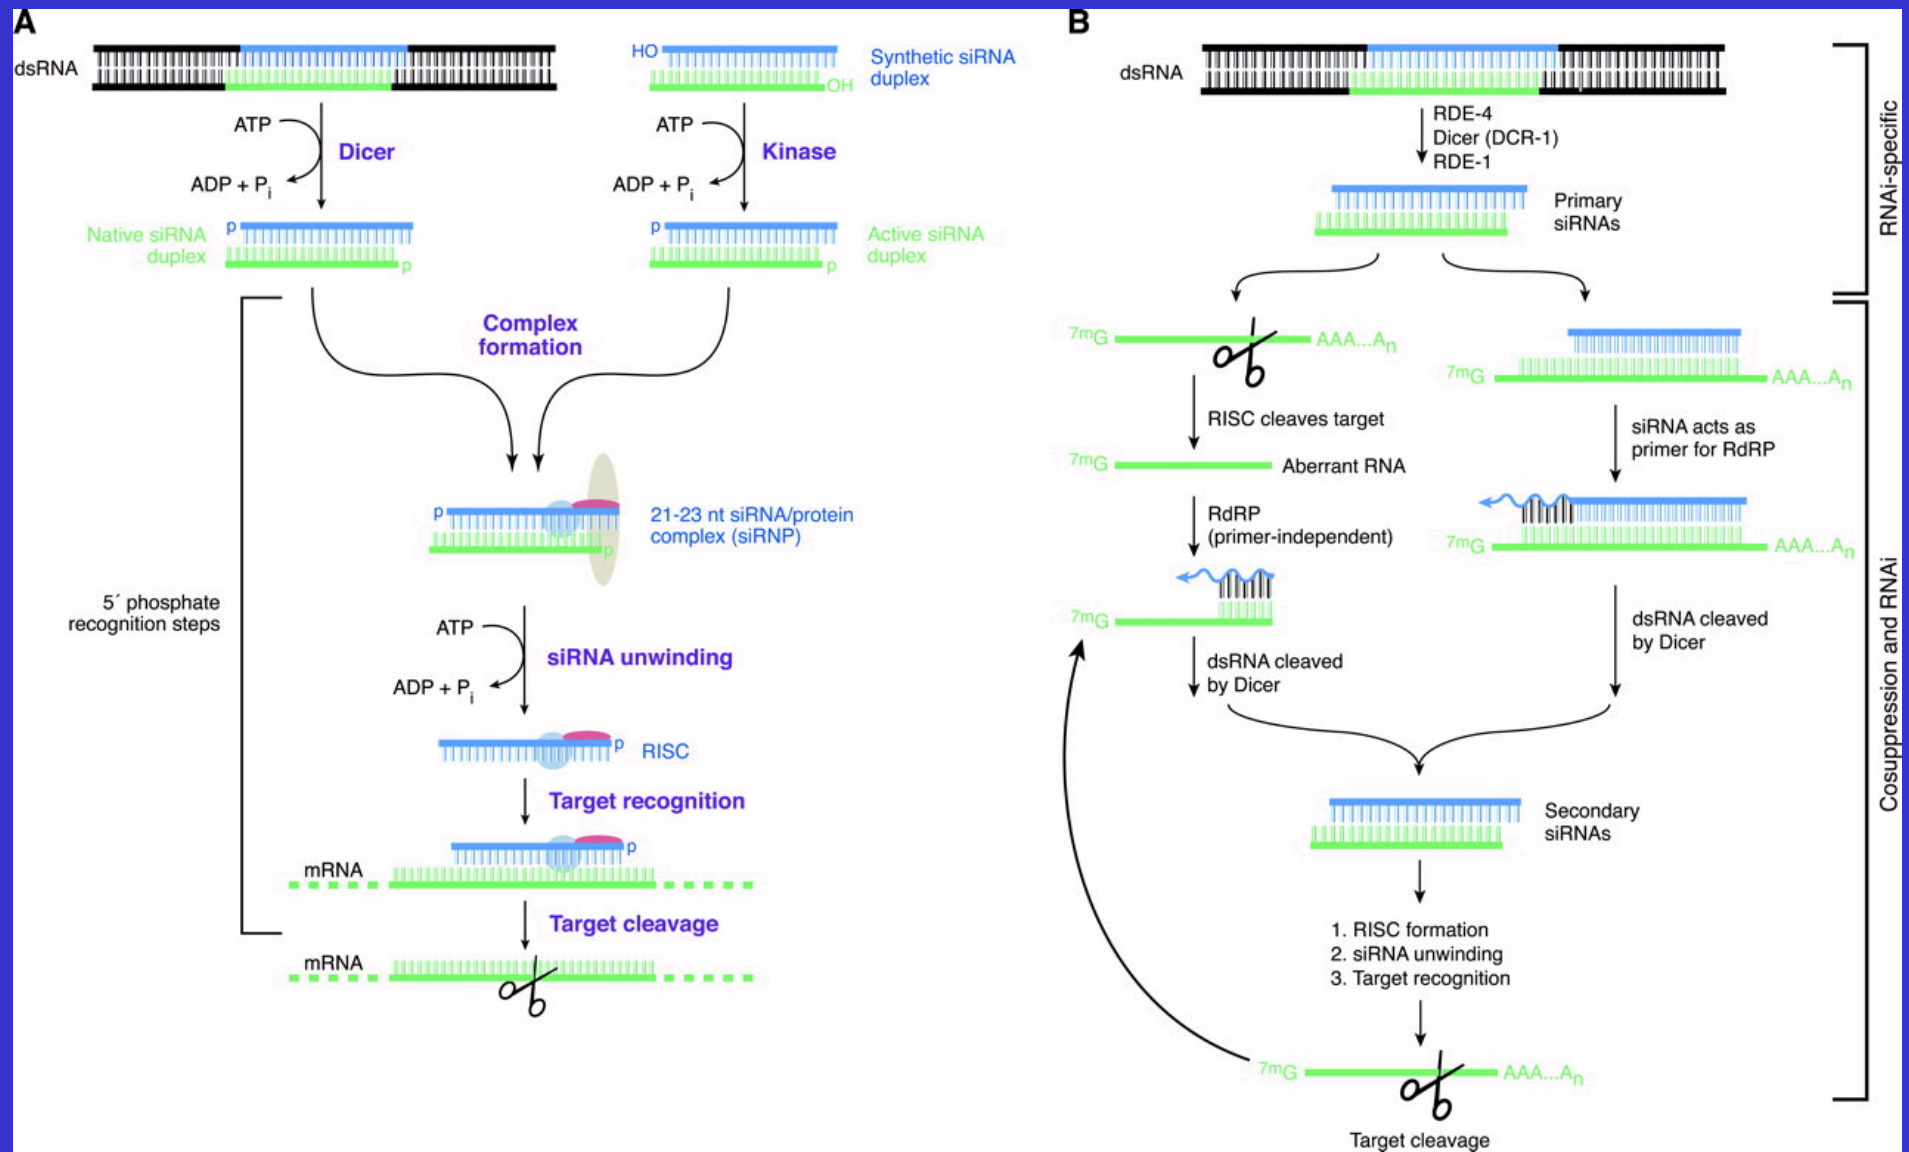 A
dsRNA
HO
OH
Synthetic siRNA
duplex
ATP
Dicer
ADP + Pi
ATP
Kinase
ADP + Pi
Native siRNA
duplex
p
p
p
p
Active siRNA
duplex
Complex
formation
p
p
21-23 nt siRNA/protein
complex (siRNP)
5´ phosphate
recognition steps
ATP
siRNA unwinding
ADP + Pi
p
RISC
Target recognition
p
mRNA
Target cleavage
mRNA
B
dsRNA
RDE-4
Dicer (DCR-1)
RDE-1
Primary
siRNAs
RNAi-specific
7mG
AAA...An
7mG
AAA...An
RISC cleaves target
7mG
Aberrant RNA
siRNA acts as
primer for RdRP
RdRP
(primer-independent)
7mG
AAA...An
7mG
dsRNA cleaved
by Dicer
dsRNA cleaved
by Dicer
Secondary
siRNAs
1. RISC formation
2. siRNA unwinding
3. Target recognition
7mG
AAA...An
Target cleavage
Cosuppression and RNAi